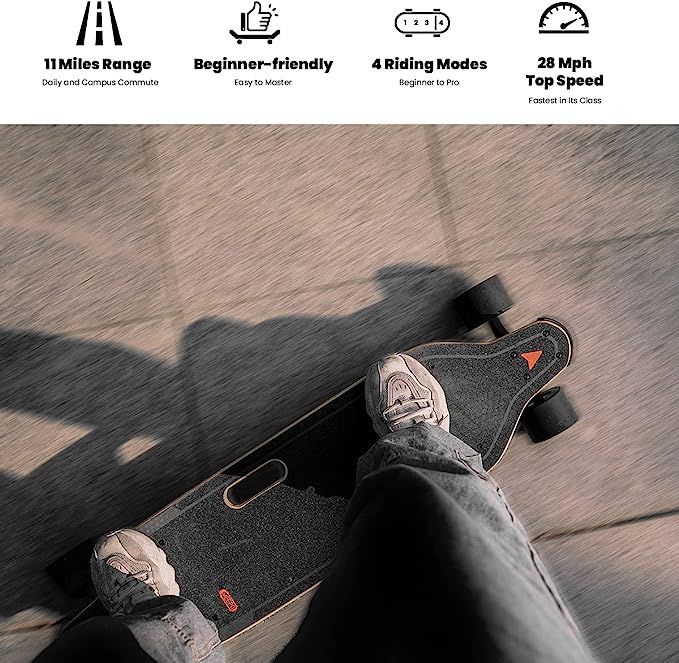 1 2 3 4
11 Miles Range
Daily and Campus Commute
Beginner-friendly
Easy to Master
4 Riding Modes
Beginner to Pro
28 Mph
Top Speed
Fastest in Its Class